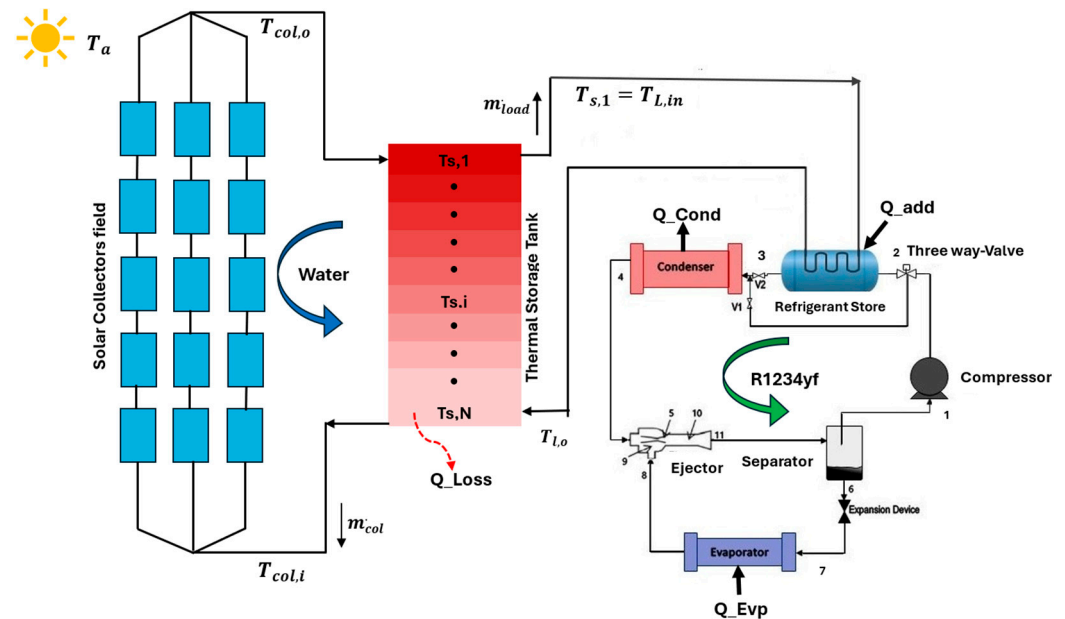 T_a
T_col,o
Solar Collectors field
Water
T_col,i
ṁ_col
Ts,1
Ts.i
Ts,N
Thermal Storage Tank
Q_Loss
ṁ_load
T_s,1 = T_L,in
T_l,o
Q_Cond
Q_add
Condenser
4
3
V2
V1
2
Three way-Valve
Refrigerant Store
R1234yf
Compressor
1
5
10
11
9
8
Ejector
Separator
6
Expansion Device
Evaporator
7
Q_Evp